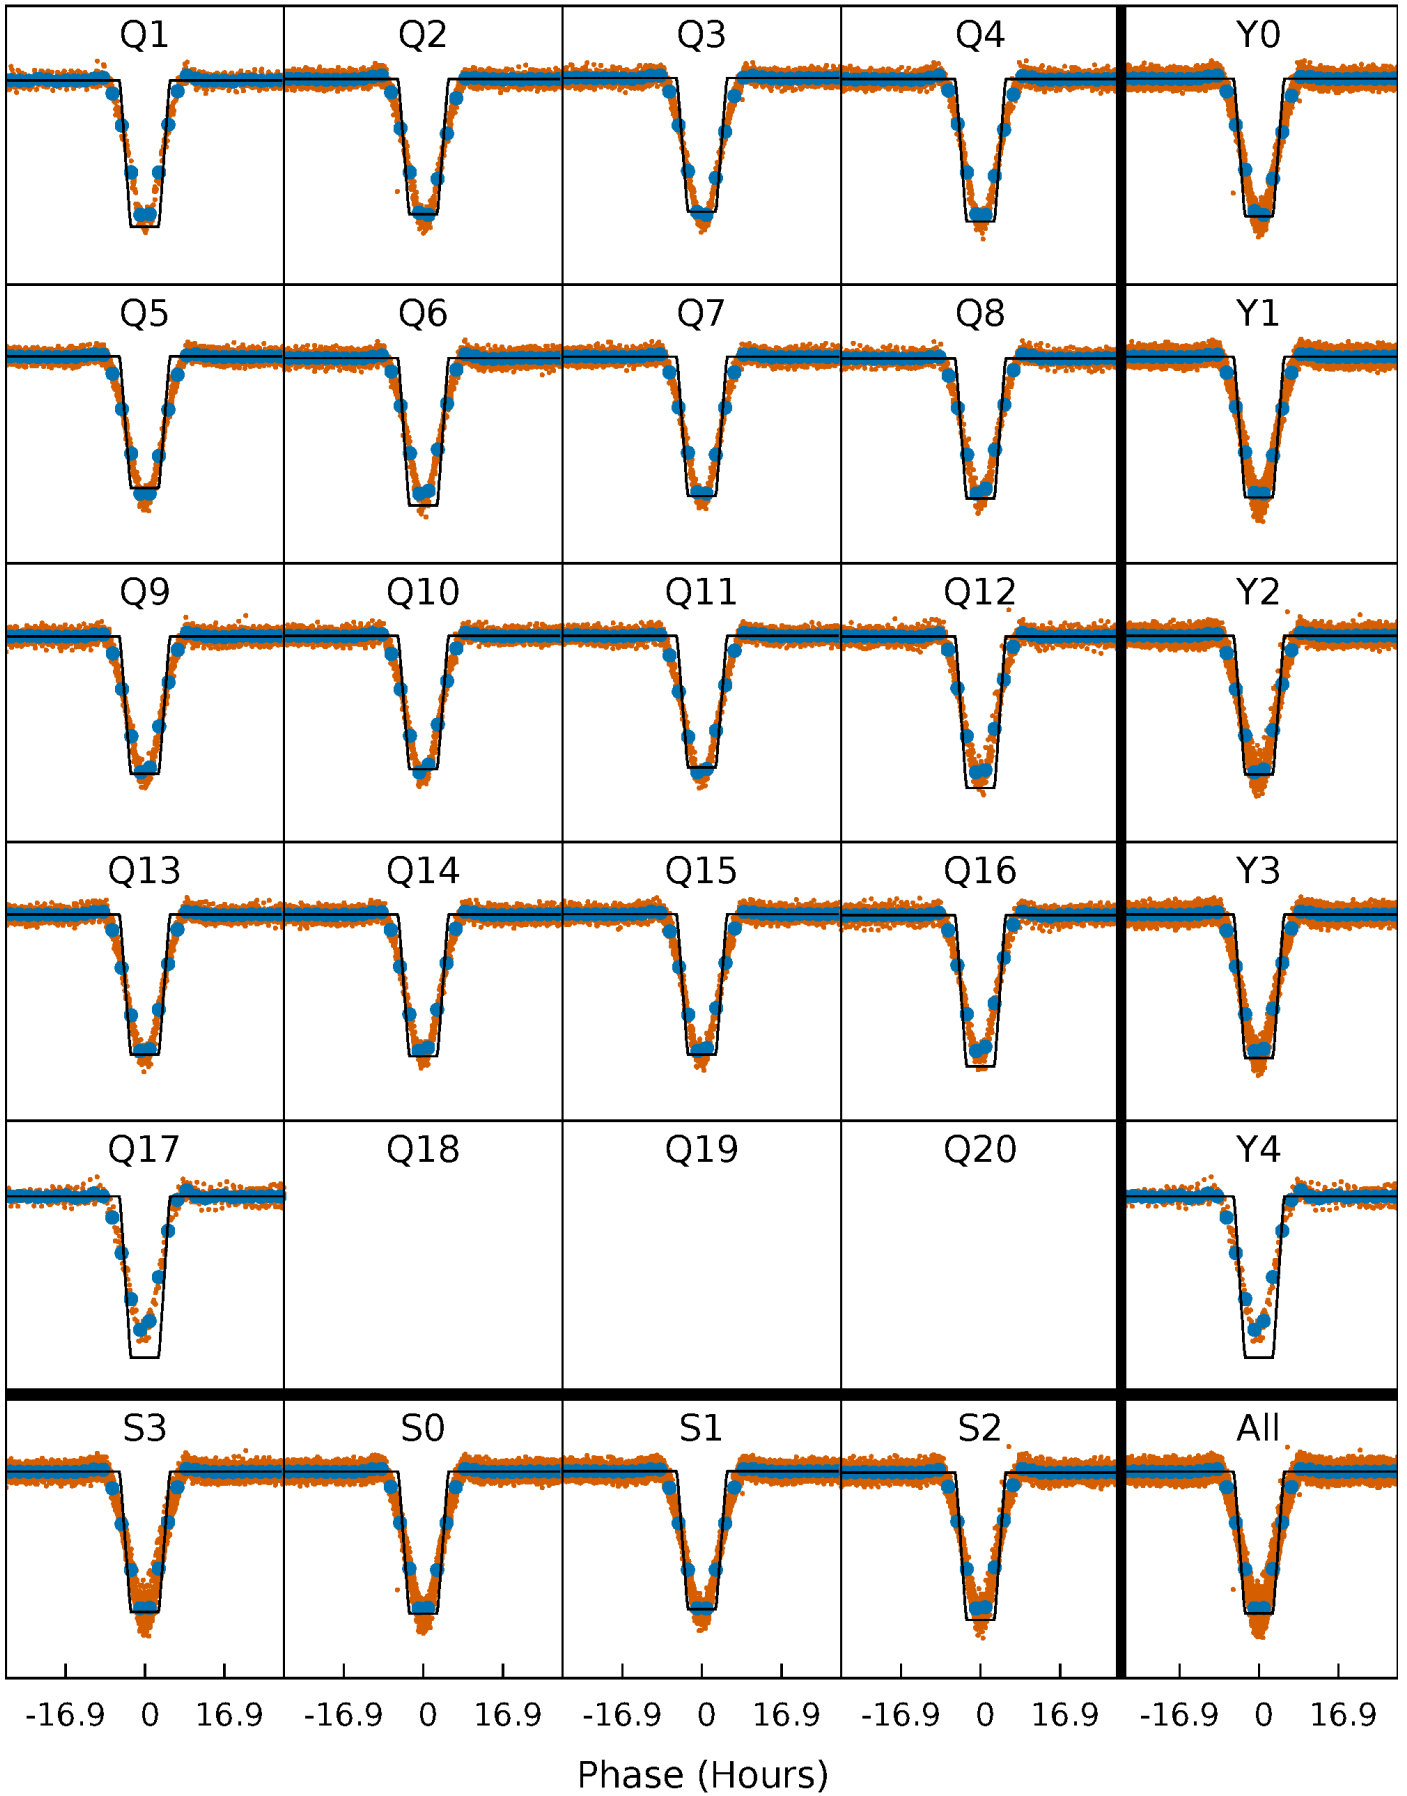 Q1 Q2 Q3 Q4 Y0
Q5 Q6 Q7 Q8 Y1
Q9 Q10 Q11 Q12 Y2
Q13 Q14 Q15 Q16 Y3
Q17 Q18 Q19 Q20 Y4
S3 S0 S1 S2 All
-16.9 0 16.9 -16.9 0 16.9 -16.9 0 16.9 -16.9 0 16.9 -16.9 0 16.9
Phase (Hours)